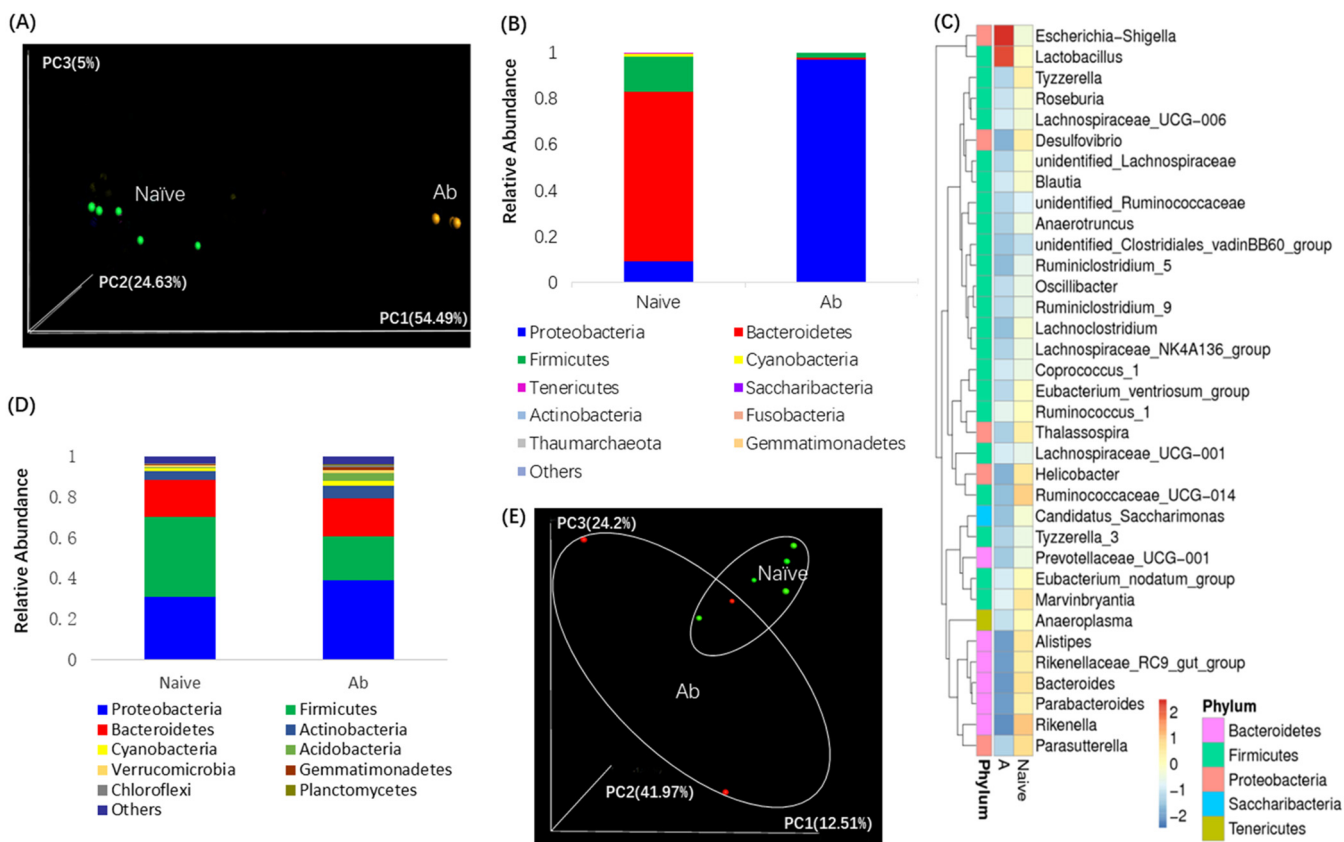 (A)
PC3(5%)
Naïve
Ab
PC2(24.63%)
PC1(54.49%)
(B)
Relative Abundance
1
0.8
0.6
0.4
0.2
0
Naive
Ab
Proteobacteria
Bacteroidetes
Firmicutes
Cyanobacteria
Tenericutes
Saccharibacteria
Actinobacteria
Fusobacteria
Thaumarchaeota
Gemmatimonadetes
Others
(C)
Escherichia-Shigella
Lactobacillus
Tyzzerella
Roseburia
Lachnospiraceae_UCG-006
Desulfovibrio
unidentified_Lachnospiraceae
Blautia
unidentified_Ruminococcaceae
Anaerotruncus
unidentified_Clostridiales_vadinBB60_group
Ruminiclostridium_5
Oscillibacter
Ruminiclostridium_9
Lachnoclostridium
Lachnospiraceae_NK4A136_group
Coprococcus_1
Eubacterium_ventriosum_group
Ruminococcus_1
Thalassospira
Lachnospiraceae_UCG-001
Helicobacter
Ruminococcaceae_UCG-014
Candidatus_Saccharimonas
Tyzzerella_3
Prevotellaceae_UCG-001
Eubacterium_nodatum_group
Marvinbryantia
Anaeroplasma
Alistipes
Rikenellaceae_RC9_gut_group
Bacteroides
Parabacteroides
Rikenella
Parasutterella
Phylum
A
Naive
2
1
0
-1
-2
Phylum
Bacteroidetes
Firmicutes
Proteobacteria
Saccharibacteria
Tenericutes
(D)
Relative Abundance
1
0.8
0.6
0.4
0.2
0
Naive
Ab
Proteobacteria
Firmicutes
Bacteroidetes
Actinobacteria
Cyanobacteria
Acidobacteria
Verrucomicrobia
Gemmatimonadetes
Chloroflexi
Planctomycetes
Others
(E)
PC3(24.2%)
Naïve
Ab
PC2(41.97%)
PC1(12.51%)